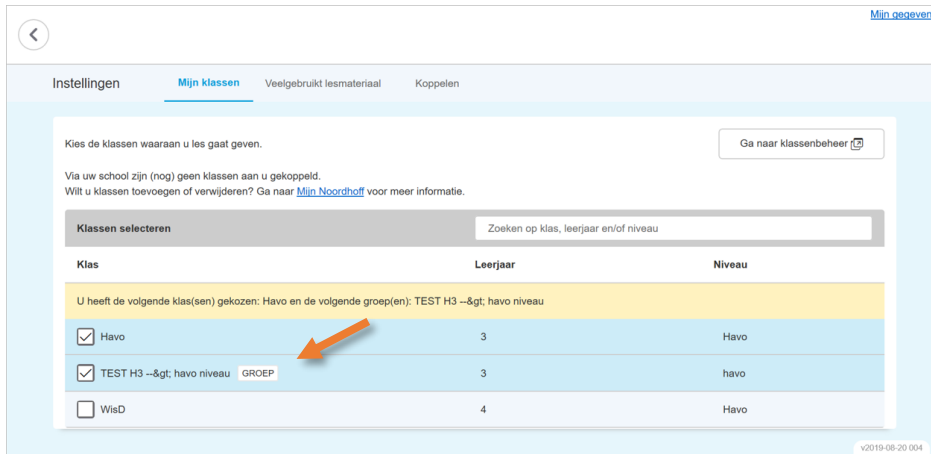 Mijn gegeven
Instellingen Mijn klassen Veelgebruikt lesmateriaal Koppelen
Kies de klassen waaraan u les gaat geven.
Ga naar klassenbeheer
Via uw school zijn (nog) geen klassen aan u gekoppeld.
Wilt u klassen toevoegen of verwijderen? Ga naar Mijn Noordhoff voor meer informatie.
Klassen selecteren Zoeken op klas, leerjaar en/of niveau
Klas Leerjaar Niveau
U heeft de volgende klas(sen) gekozen: Havo en de volgende groep(en): TEST H3 --&gt; havo niveau
Havo 3 Havo
TEST H3 --&gt; havo niveau GROEP 3 havo
WisD 4 Havo
v2019-08-20 004